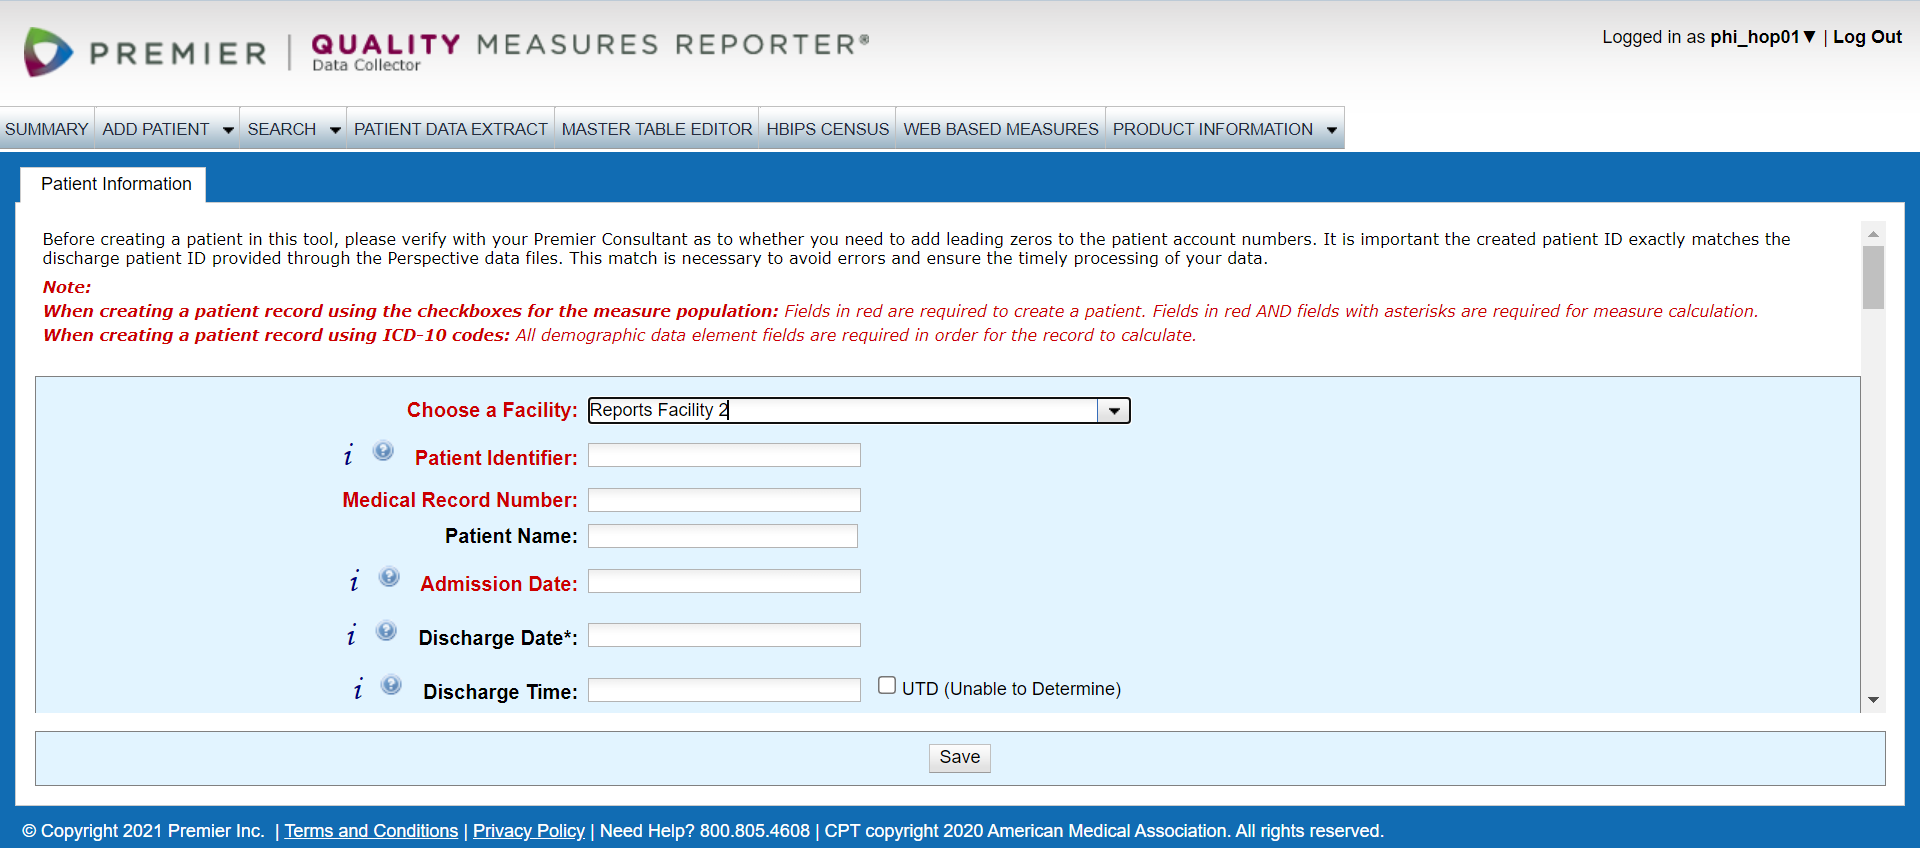 PREMIER | QUALITY MEASURES REPORTER®
Data Collector
Logged in as phi_hop01▼ | Log Out
SUMMARY ADD PATIENT ▼ SEARCH ▼ PATIENT DATA EXTRACT MASTER TABLE EDITOR HBIPS CENSUS WEB BASED MEASURES PRODUCT INFORMATION ▼
Patient Information
Before creating a patient in this tool, please verify with your Premier Consultant as to whether you need to add leading zeros to the patient account numbers. It is important the created patient ID exactly matches the
discharge patient ID provided through the Perspective data files. This match is necessary to avoid errors and ensure the timely processing of your data.
Note:
When creating a patient record using the checkboxes for the measure population: Fields in red are required to create a patient. Fields in red AND fields with asterisks are required for measure calculation.
When creating a patient record using ICD-10 codes: All demographic data element fields are required in order for the record to calculate.
Choose a Facility: Reports Facility 2
i ? Patient Identifier:
Medical Record Number:
Patient Name:
i ? Admission Date:
i ? Discharge Date*:
i ? Discharge Time: UTD (Unable to Determine)
Save
© Copyright 2021 Premier Inc. | Terms and Conditions | Privacy Policy | Need Help? 800.805.4608 | CPT copyright 2020 American Medical Association. All rights reserved.